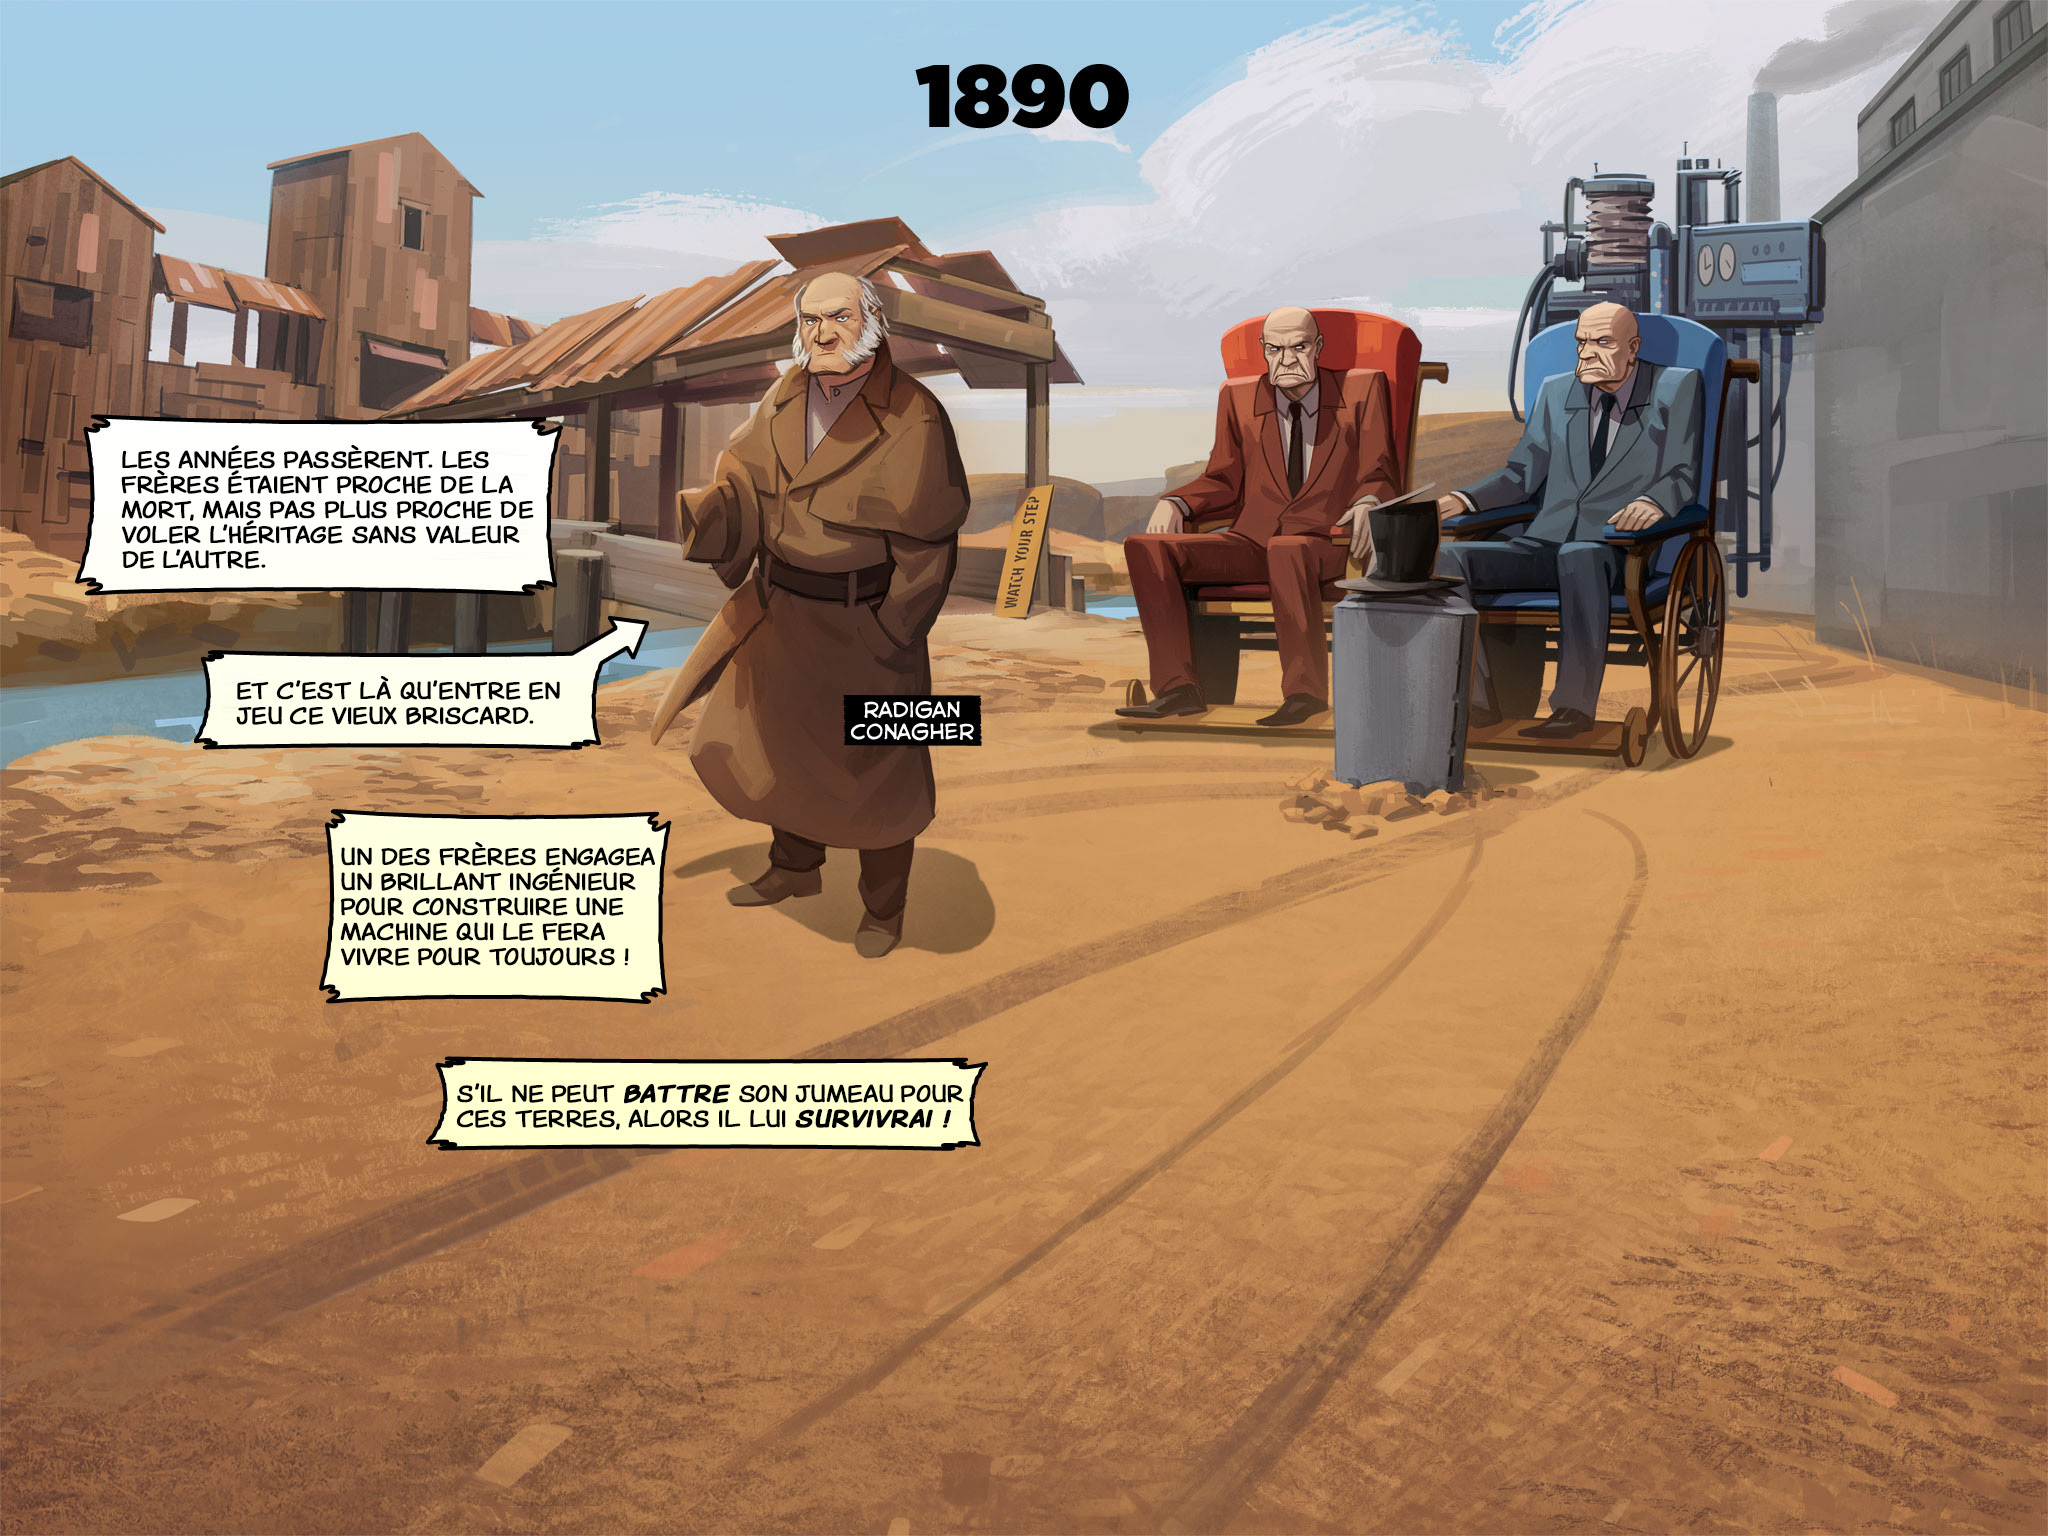 1890
LES ANNÉES PASSÈRENT. LES
FRÈRES ÉTAIENT PROCHE DE LA
MORT, MAIS PAS PLUS PROCHE DE
VOLER L'HÉRITAGE SANS VALEUR
DE L'AUTRE.
WATCH YOUR STEP
ET C'EST LÀ QU'ENTRE EN
JEU CE VIEUX BRISCARD.
RADIGAN
CONAGHER
UN DES FRÈRES ENGAGEA
UN BRILLANT INGÉNIEUR
POUR CONSTRUIRE UNE
MACHINE QUI LE FERA
VIVRE POUR TOUJOURS !
S'IL NE PEUT BATTRE SON JUMEAU POUR
CES TERRES, ALORS IL LUI SURVIVRAI !